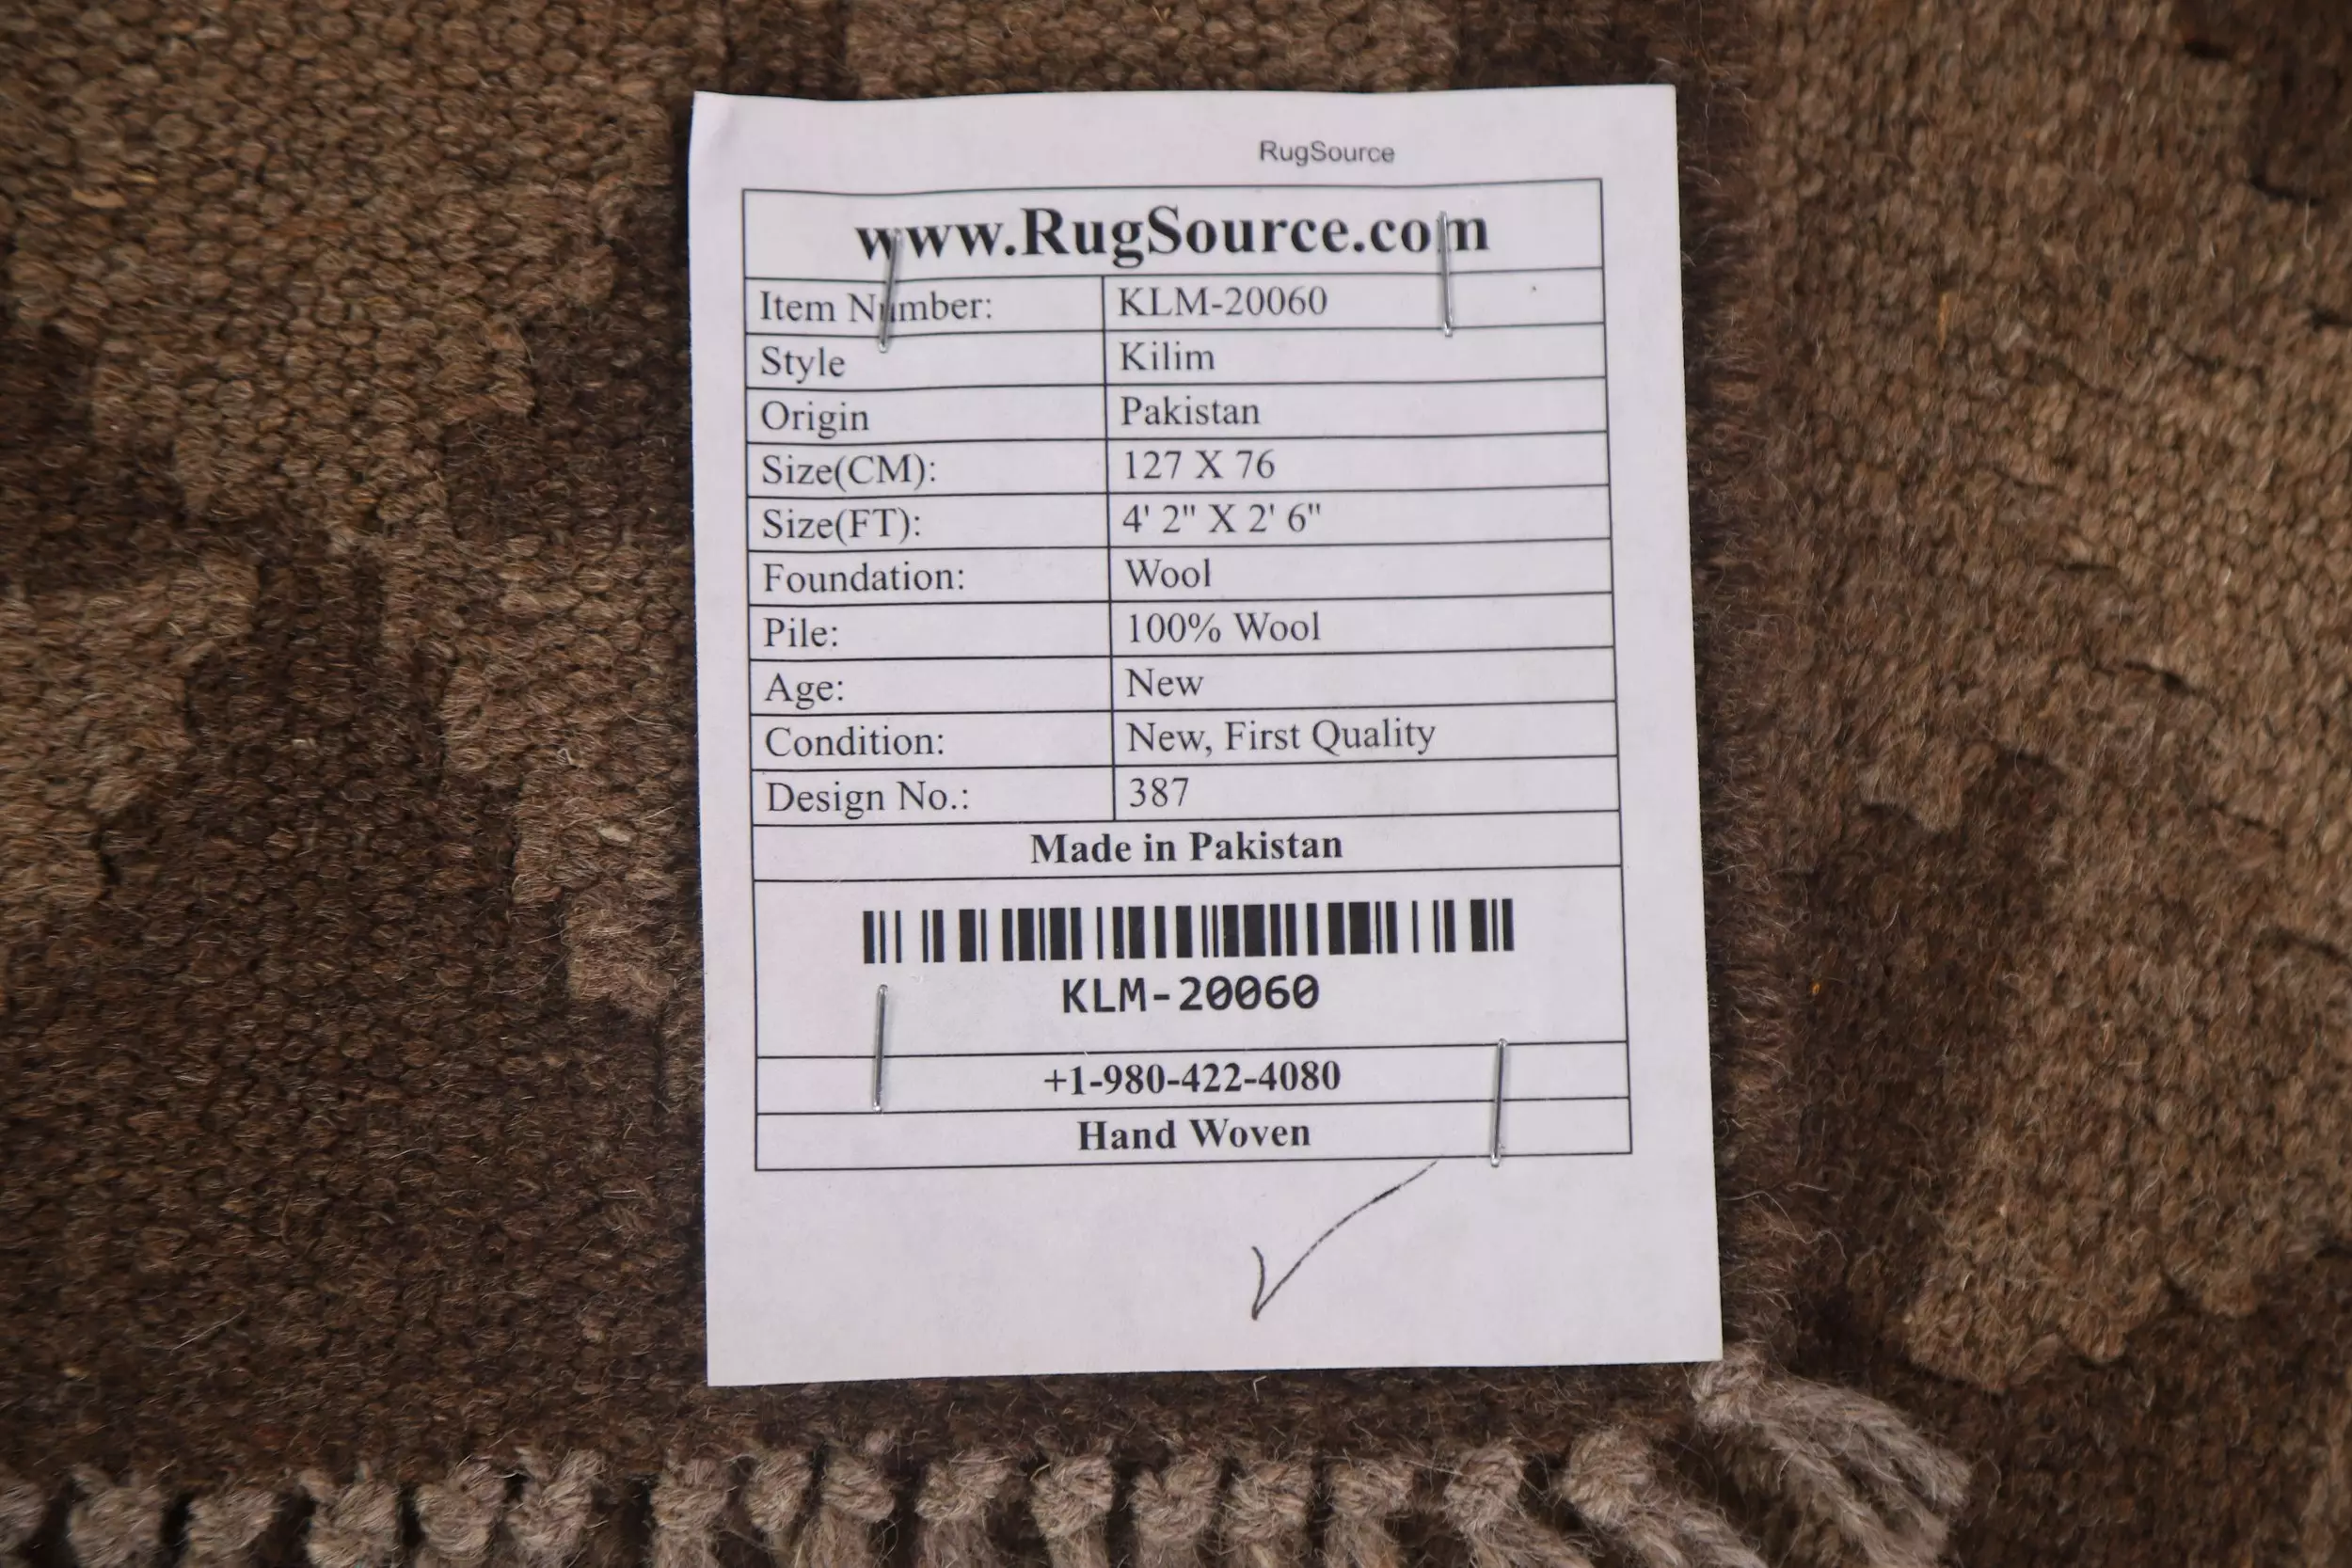 RugSource
www.RugSource.com
Item Number: KLM-20060
Style Kilim
Origin Pakistan
Size(CM): 127 X 76
Size(FT): 4' 2" X 2' 6"
Foundation: Wool
Pile: 100% Wool
Age: New
Condition: New, First Quality
Design No.: 387
Made in Pakistan
KLM-20060
+1-980-422-4080
Hand Woven